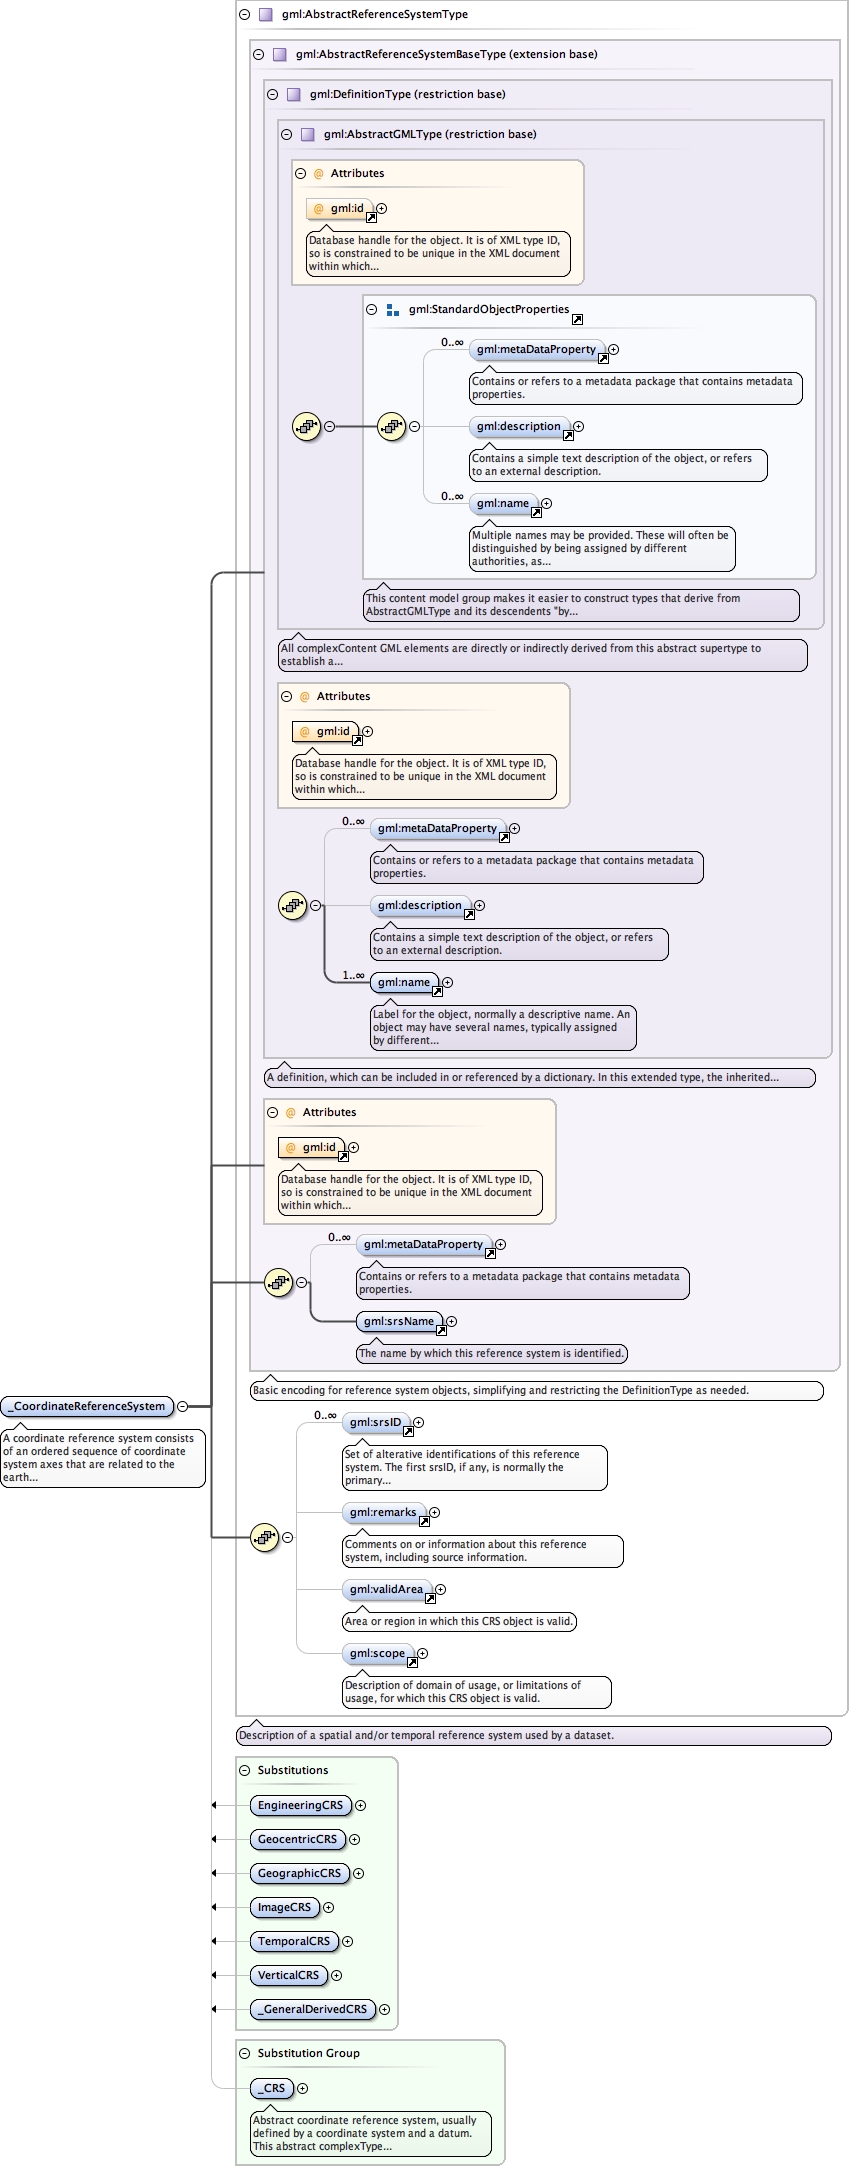 gml:AbstractReferenceSystemType
gml:AbstractReferenceSystemBaseType (extension base)
gml:DefinitionType (restriction base)
gml:AbstractGMLType (restriction base)
@ Attributes
@ gml:id
Database handle for the object. It is of XML type ID,
so is constrained to be unique in the XML document
within which...
gml:StandardObjectProperties
0..∞
gml:metaDataProperty
Contains or refers to a metadata package that contains metadata
properties.
gml:description
Contains a simple text description of the object, or refers
to an external description.
0..∞
gml:name
Multiple names may be provided. These will often be
distinguished by being assigned by different
authorities, as...
This content model group makes it easier to construct types that derive from
AbstractGMLType and its descendents "by...
All complexContent GML elements are directly or indirectly derived from this abstract supertype to
establish a...
@ Attributes
@ gml:id
Database handle for the object. It is of XML type ID,
so is constrained to be unique in the XML document
within which...
0..∞
gml:metaDataProperty
Contains or refers to a metadata package that contains metadata
properties.
gml:description
Contains a simple text description of the object, or refers
to an external description.
1..∞
gml:name
Label for the object, normally a descriptive name. An
object may have several names, typically assigned
by different...
A definition, which can be included in or referenced by a dictionary. In this extended type, the inherited...
@ Attributes
@ gml:id
Database handle for the object. It is of XML type ID,
so is constrained to be unique in the XML document
within which...
0..∞
gml:metaDataProperty
Contains or refers to a metadata package that contains metadata
properties.
gml:srsName
The name by which this reference system is identified.
Basic encoding for reference system objects, simplifying and restricting the DefinitionType as needed.
_CoordinateReferenceSystem
A coordinate reference system consists
of an ordered sequence of coordinate
system axes that are related to the
earth...
0..∞
gml:srsID
Set of alterative identifications of this reference
system. The first srsID, if any, is normally the
primary...
gml:remarks
Comments on or information about this reference
system, including source information.
gml:validArea
Area or region in which this CRS object is valid.
gml:scope
Description of domain of usage, or limitations of
usage, for which this CRS object is valid.
Description of a spatial and/or temporal reference system used by a dataset.
Substitutions
EngineeringCRS
GeocentricCRS
GeographicCRS
ImageCRS
TemporalCRS
VerticalCRS
_GeneralDerivedCRS
Substitution Group
_CRS
Abstract coordinate reference system, usually
defined by a coordinate system and a datum.
This abstract complexType...